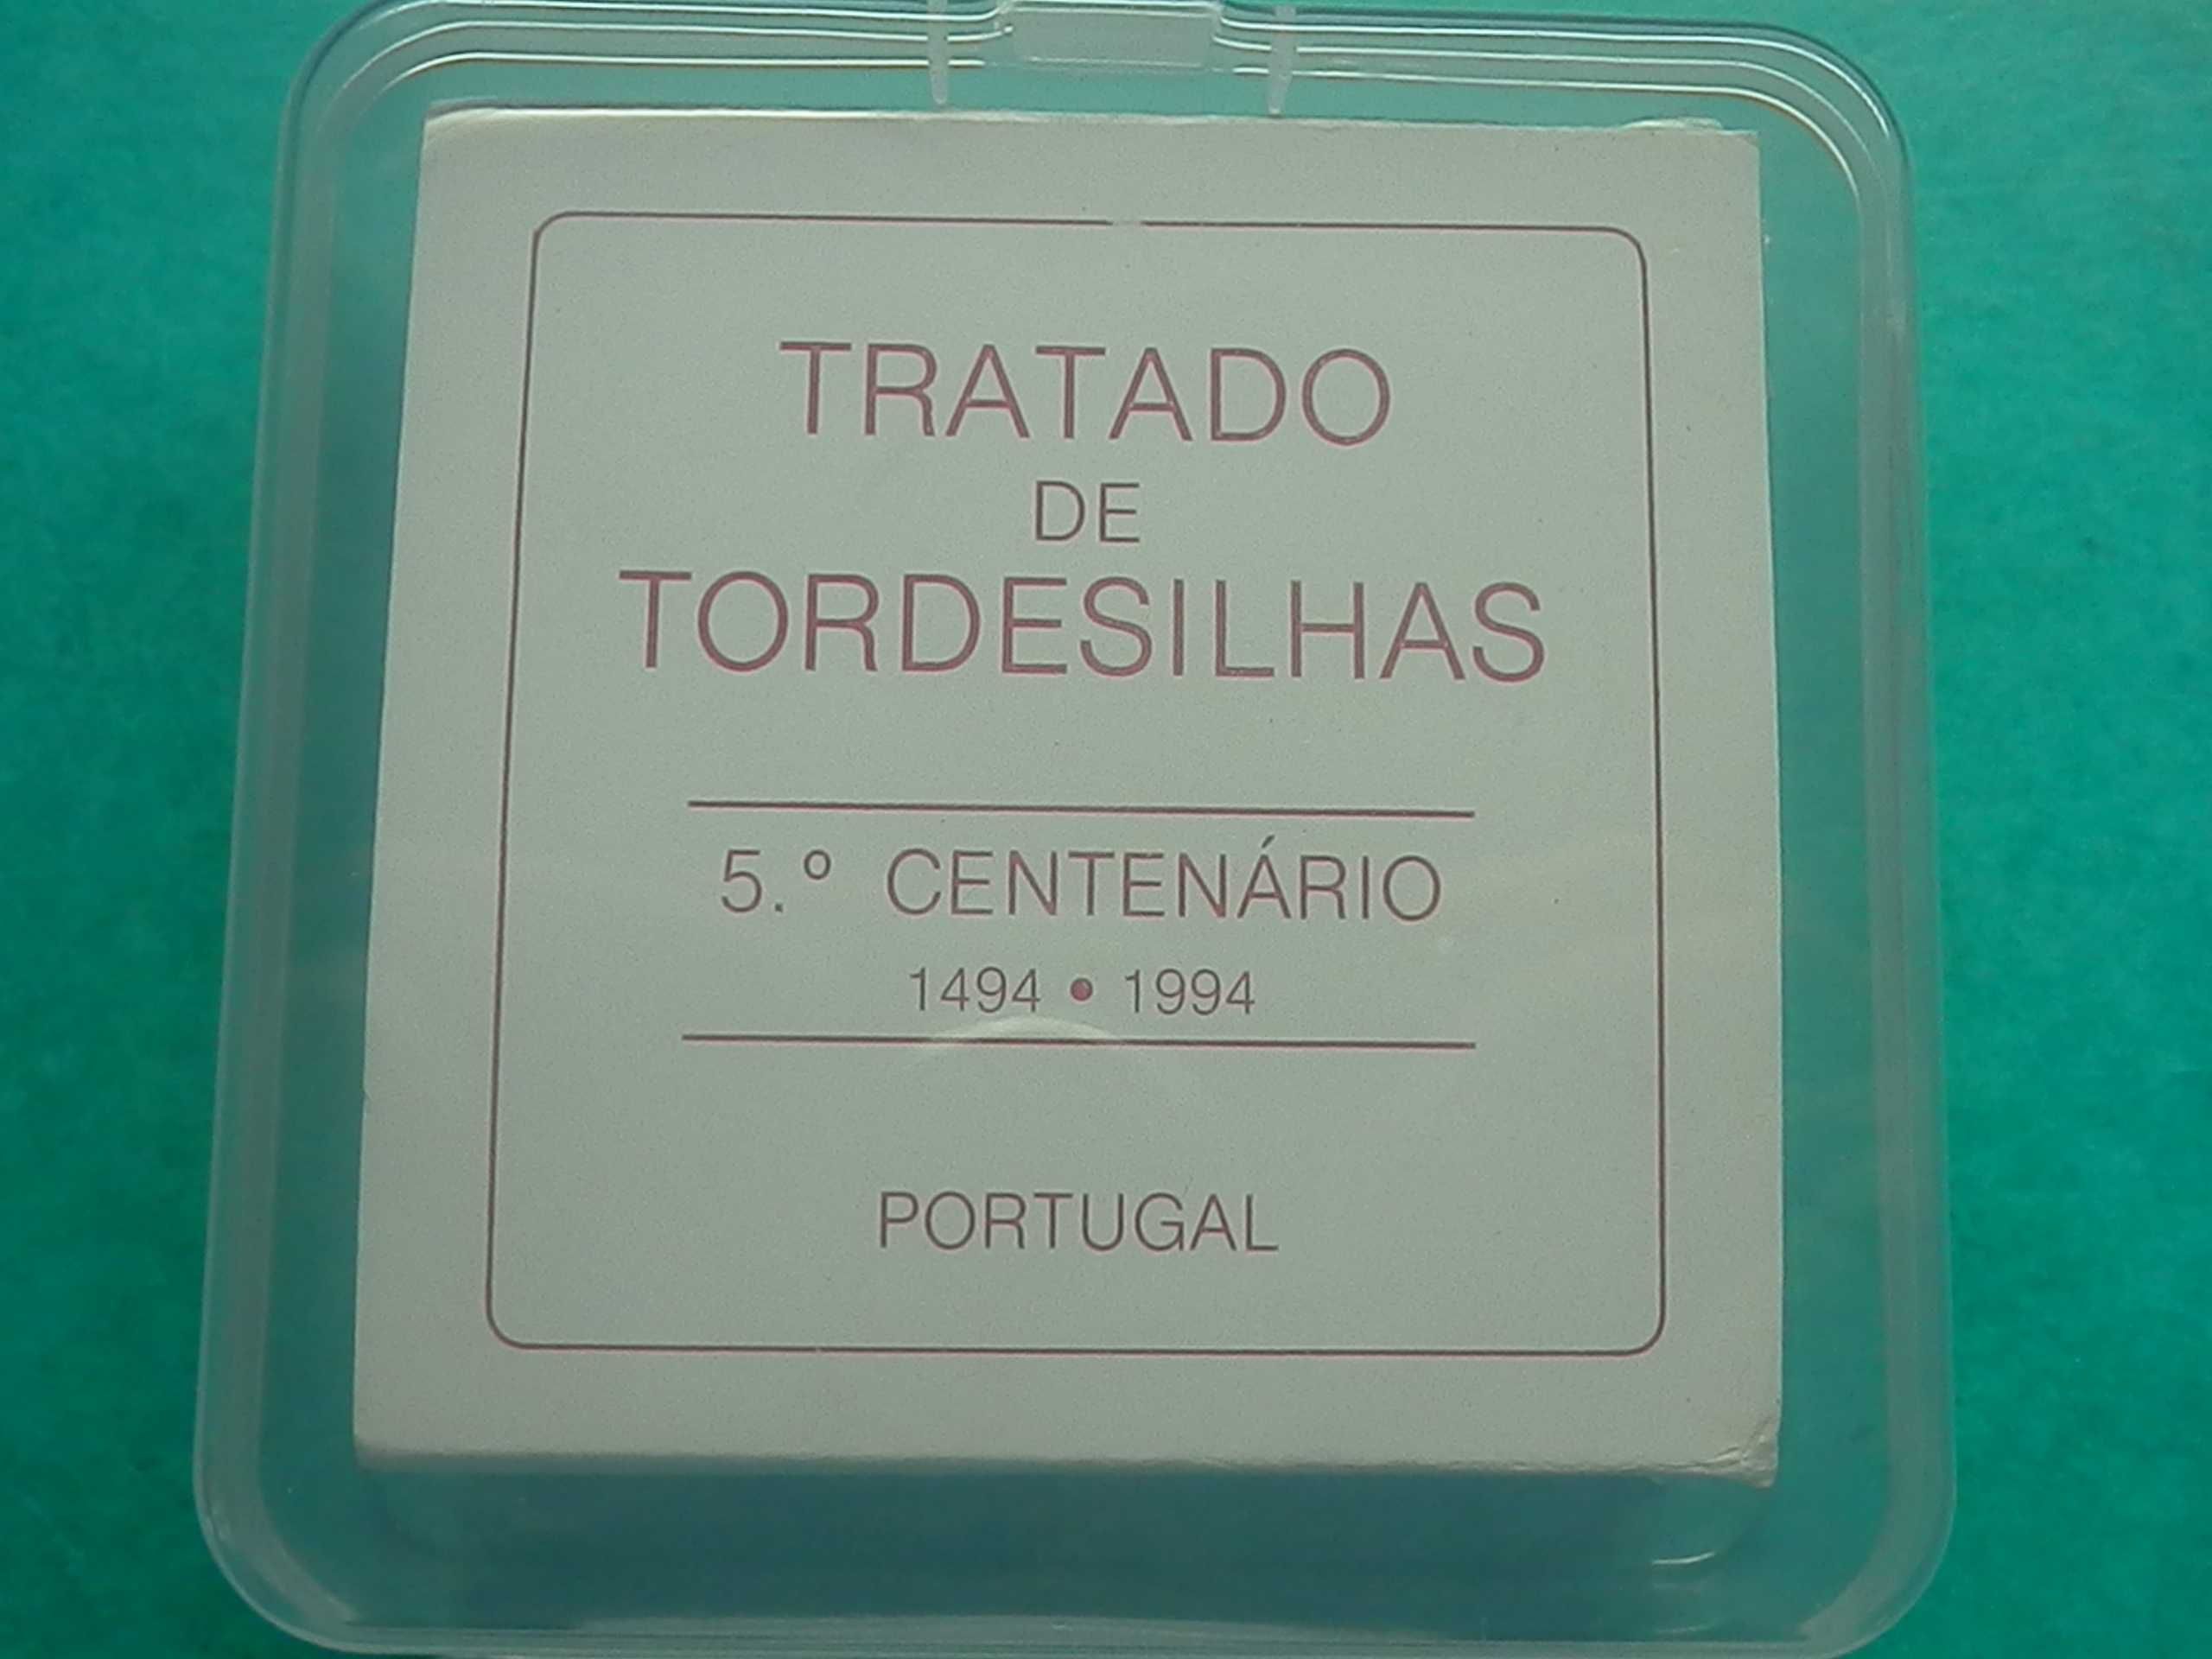 TRATADO
DE
TORDESILHAS
5.º CENTENÁRIO
1494 • 1994
PORTUGAL